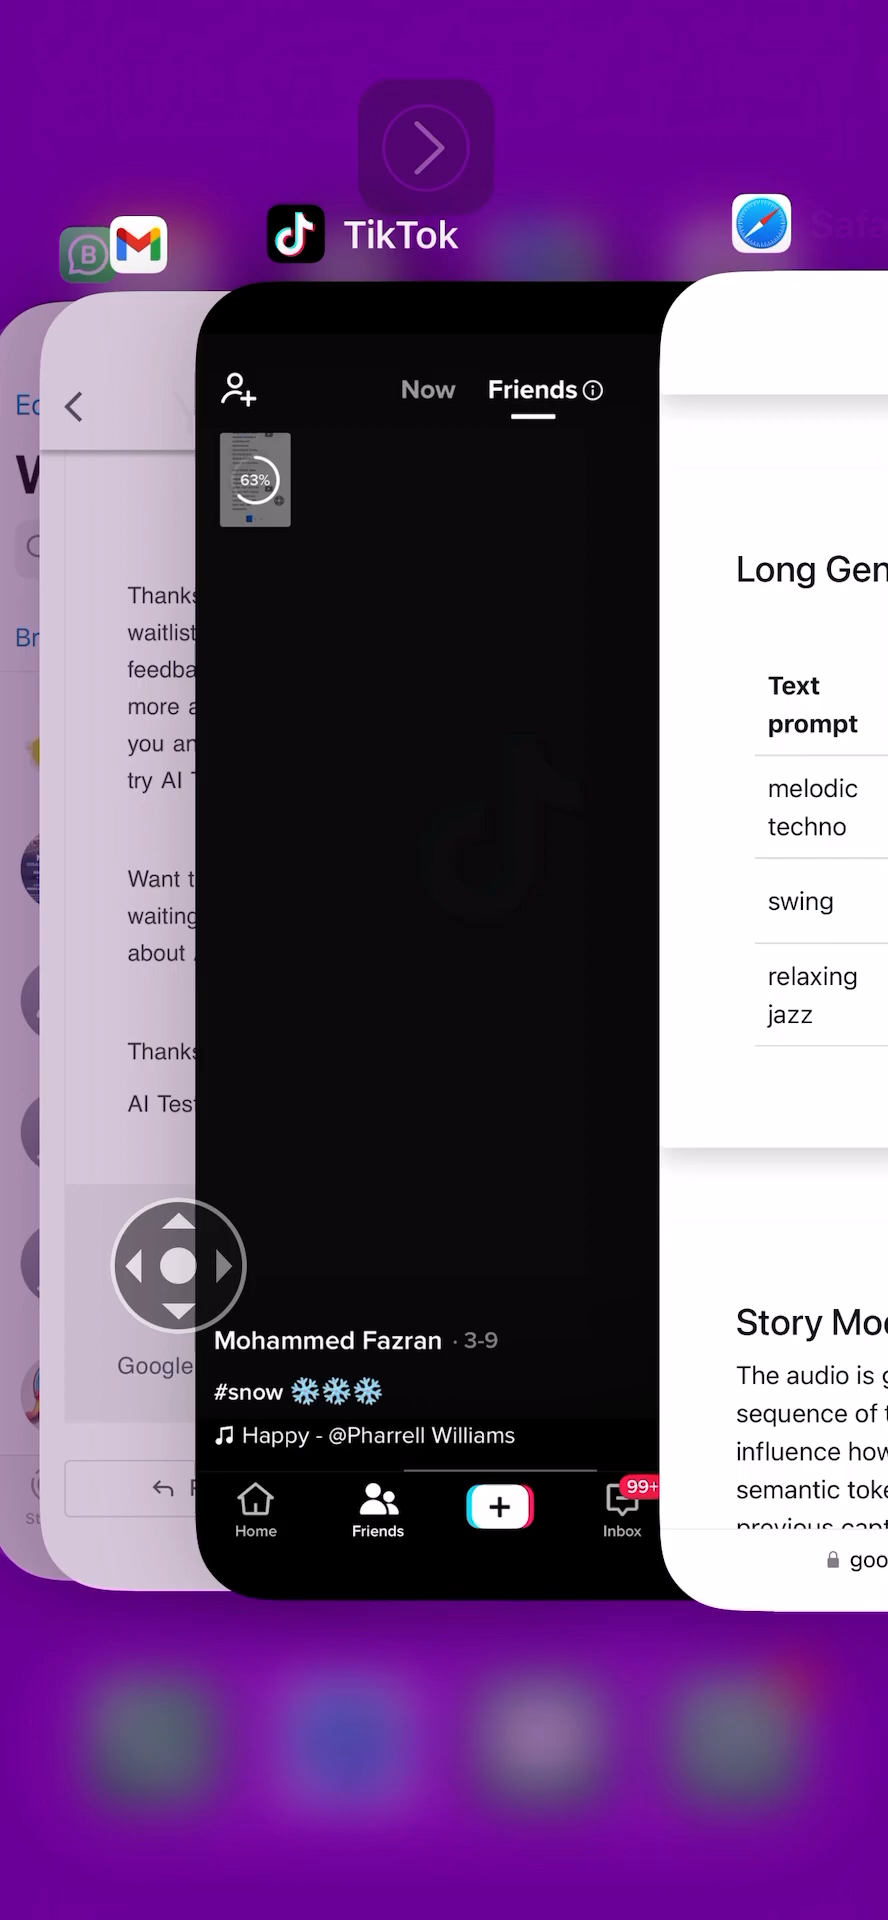 TikTok
Now Friends
63%
Thanks
waitlist
feedba
more a
you an
try AI
Want t
waiting
about
Thanks
AI Tes
Google
Mohammed Fazran · 3-9
#snow ❄️❄️❄️
Happy - @Pharrell Williams
Home
Friends
Inbox
99+
Long Gen
Text
prompt
melodic
techno
swing
relaxing
jazz
Story Mo
The audio is g
sequence of t
influence how
semantic toke
goo
Br
B